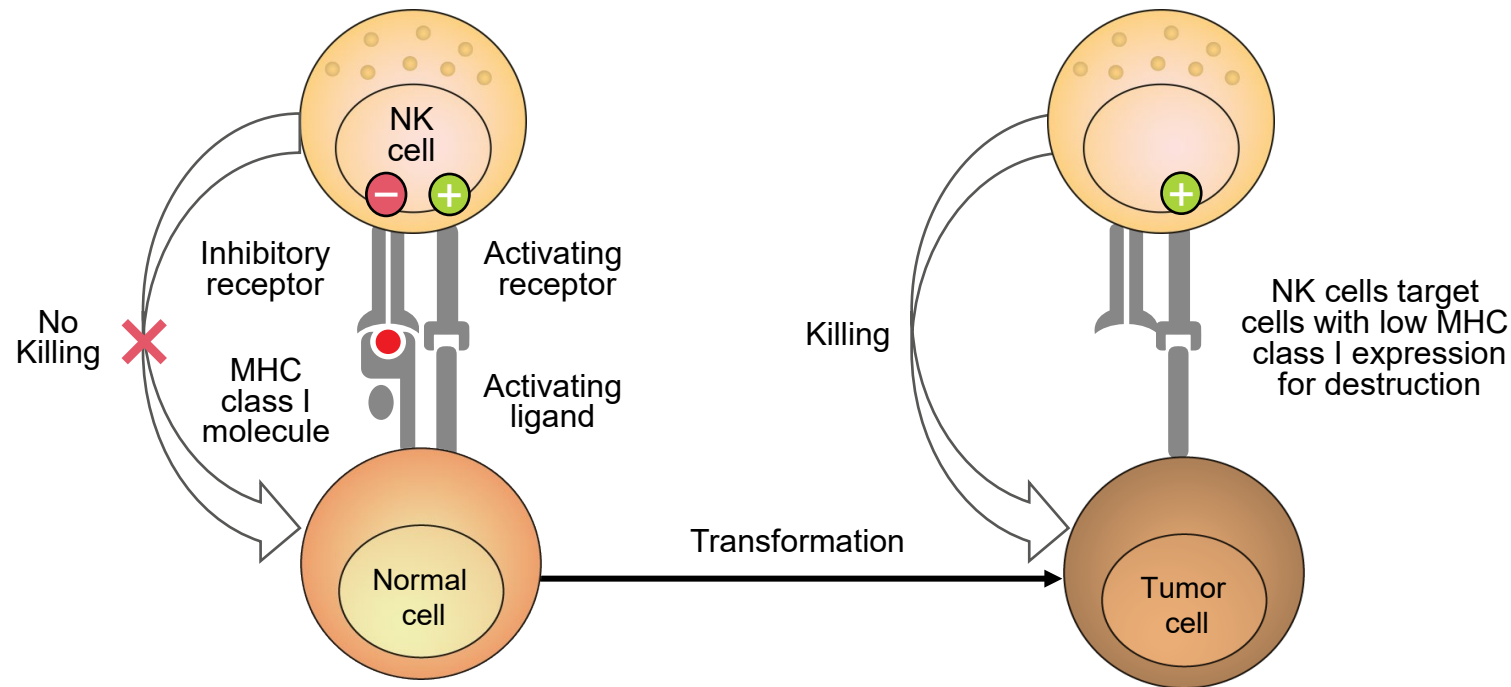 NK
cell
−
+
Inhibitory
receptor
Activating
receptor
No
Killing
MHC
class I
molecule
Activating
ligand
Normal
cell
Transformation
+
Killing
NK cells target
cells with low MHC
class I expression
for destruction
Tumor
cell